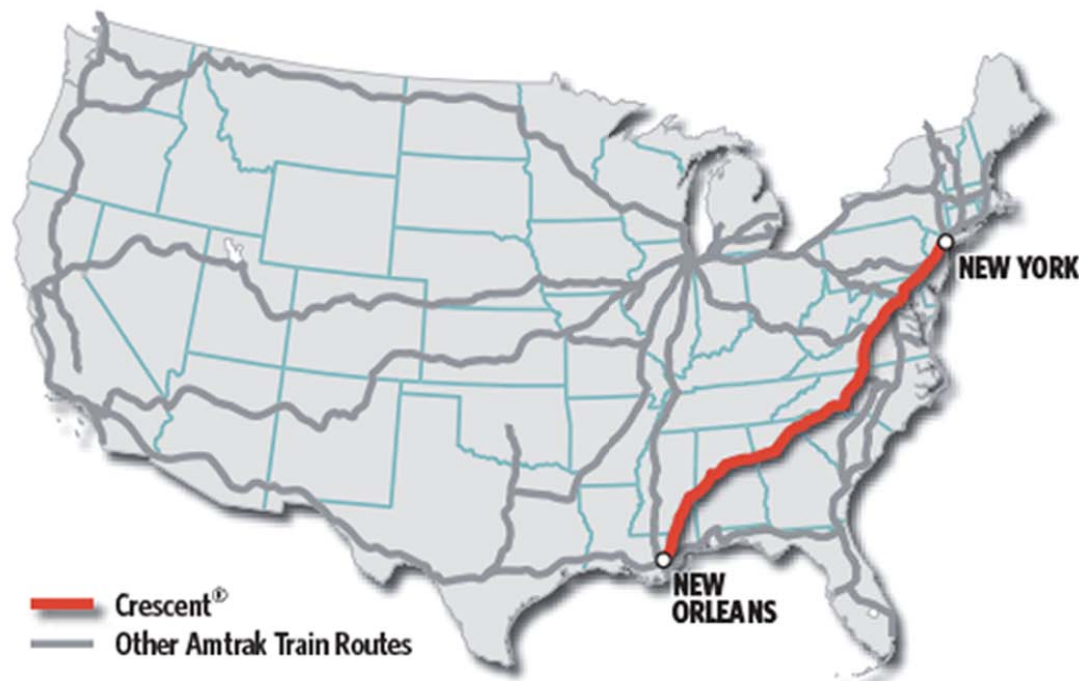 NEW YORK
NEW
ORLEANS
Crescent®
Other Amtrak Train Routes